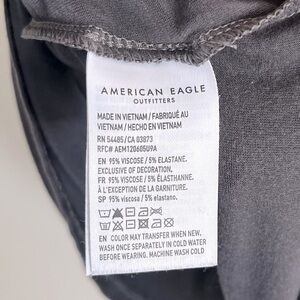 AMERICAN EAGLE
OUTFITTERS
MADE IN VIETNAM / FABRIQUÉ AU
VIETNAM / HECHO EN VIETNAM
RN 54485/CA 03873
RFC# AEM120605U9A
EN 95% VISCOSE / 5% ELASTANE.
EXCLUSIVE OF DECORATION.
FR 95% VISCOSE / 5% ÉLASTHANNE.
À L'EXCEPTION DE LA GARNITURE.
SP 95% viscosa / 5% elastano.
EN COLOR MAY TRANSFER WHEN NEW.
WASH ONCE SEPARATELY IN COLD WATER
BEFORE WEARING. MACHINE WASH COLD